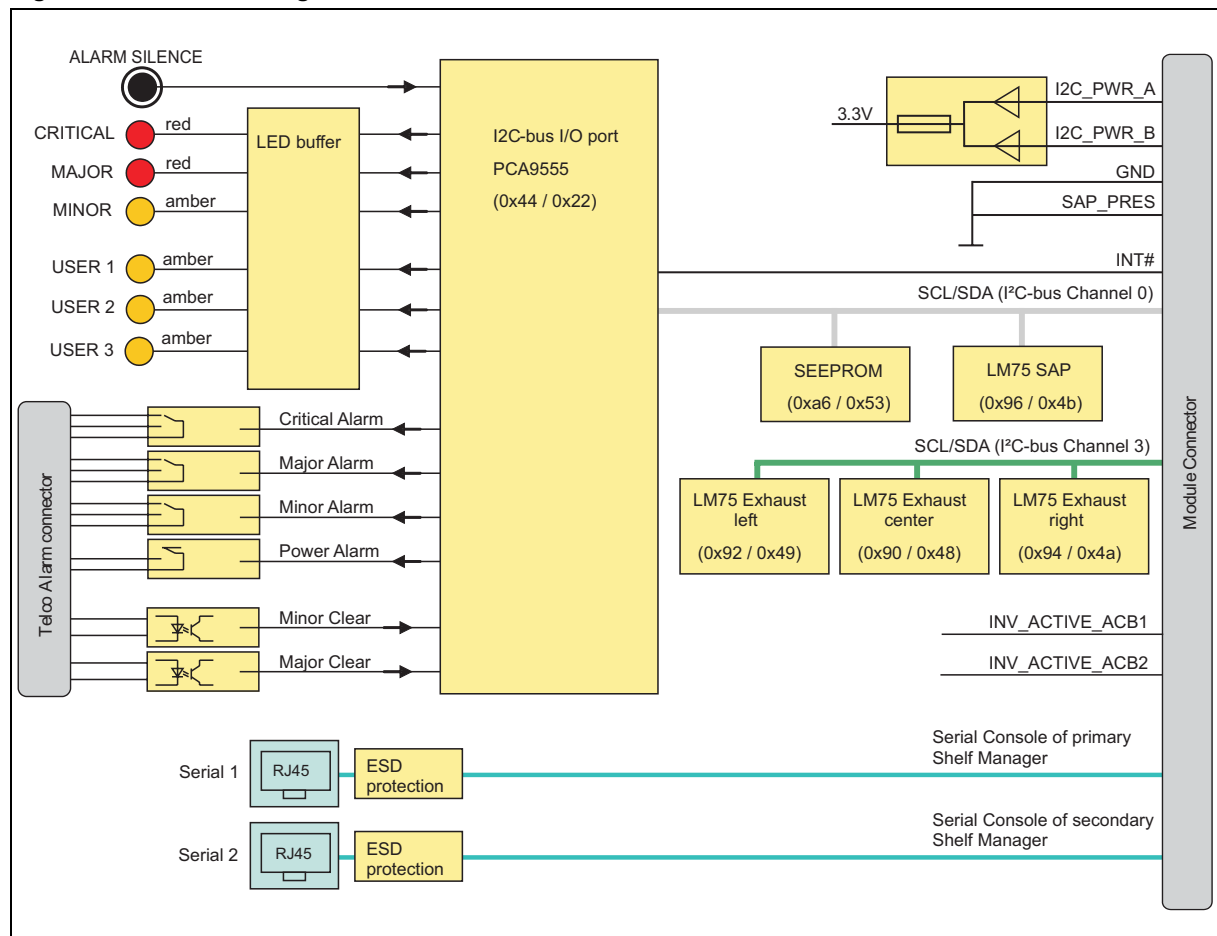 ALARM SILENCE
CRITICAL
red
MAJOR
red
MINOR
amber
USER 1
amber
USER 2
amber
USER 3
amber
LED buffer
I2C-bus I/O port
PCA9555
(0x44 / 0x22)
3.3V
I2C_PWR_A
I2C_PWR_B
GND
SAP_PRES
INT#
SCL/SDA (I²C-bus Channel 0)
SEEPROM
(0xa6 / 0x53)
LM75 SAP
(0x96 / 0x4b)
SCL/SDA (I²C-bus Channel 3)
LM75 Exhaust
left
(0x92 / 0x49)
LM75 Exhaust
center
(0x90 / 0x48)
LM75 Exhaust
right
(0x94 / 0x4a)
Module Connector
Telco Alarm connector
Critical Alarm
Major Alarm
Minor Alarm
Power Alarm
Minor Clear
Major Clear
INV_ACTIVE_ACB1
INV_ACTIVE_ACB2
Serial 1
RJ45
ESD
protection
Serial Console of primary
Shelf Manager
Serial 2
RJ45
ESD
protection
Serial Console of secondary
Shelf Manager